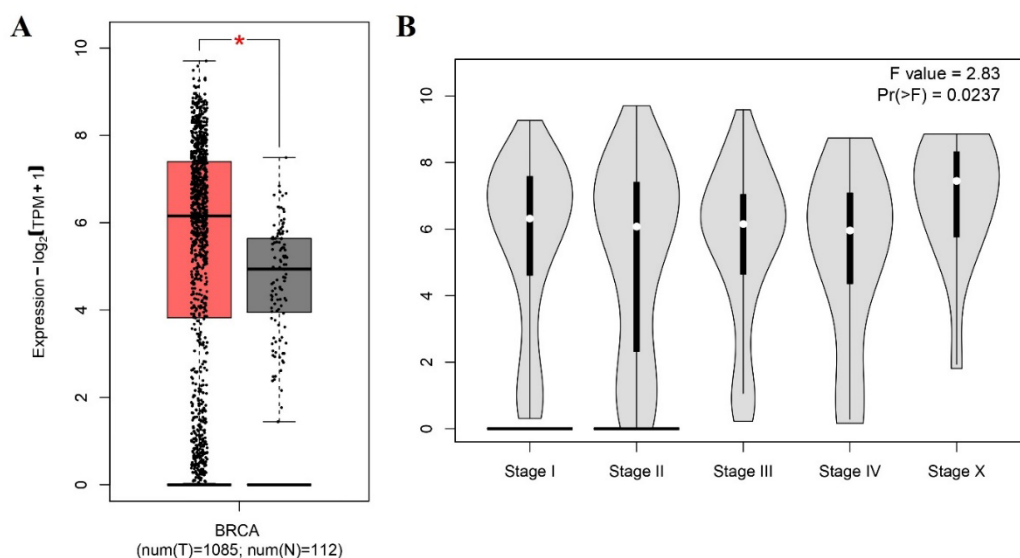 A
B
*
Expression − log₂(TPM + 1)
10
8
6
4
2
0
BRCA
(num(T)=1085; num(N)=112)
F value = 2.83
Pr(>F) = 0.0237
10
8
6
4
2
0
Stage I Stage II Stage III Stage IV Stage X